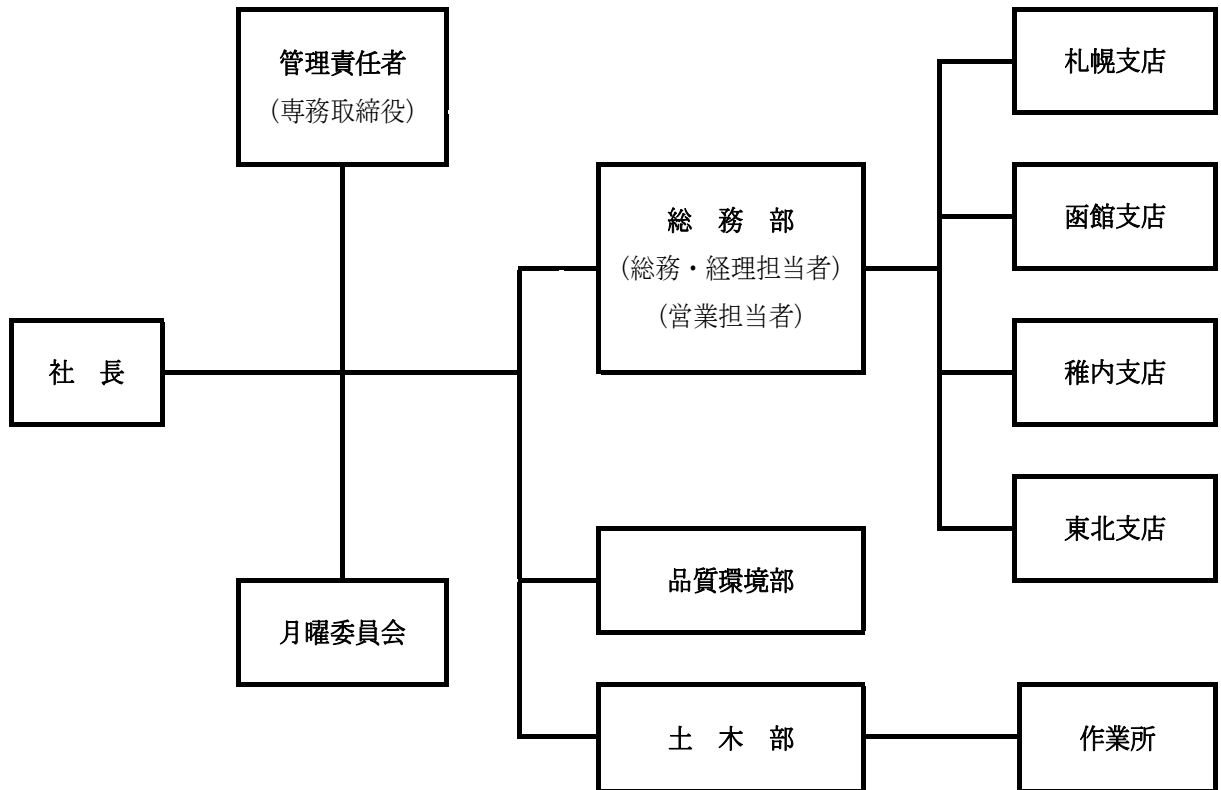 管理責任者
(専務取締役)
札幌支店
総　務　部
(総務・経理担当者)
(営業担当者)
函館支店
社　長
稚内支店
東北支店
品質環境部
月曜委員会
土　木　部
作業所